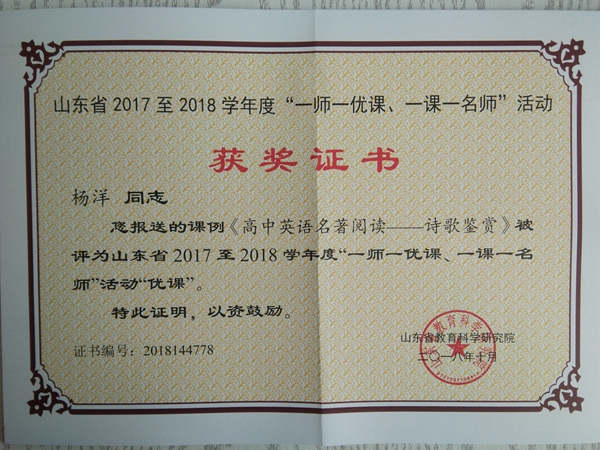 山东省2017至2018学年度“一师一优课、一课一名师”活动
获奖证书
杨洋 同志
您报送的课例《高中英语名著阅读——诗歌鉴赏》被
评为山东省2017至2018学年度“一师一优课、一课一名
师”活动“优课”。
特此证明，以资鼓励。
山东省教育科学研究院
证书编号：2018144778
二〇一八年十月